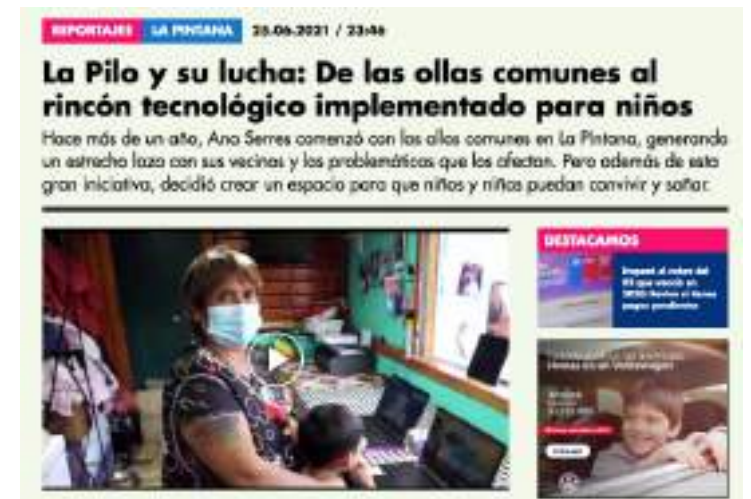 REPORTAJES LA PINTANA 25.06.2021 / 23:46
La Pilo y su lucha: De las ollas comunes al
rincón tecnológico implementado para niños
Hace más de un año, Ana Serres comenzó con las ollas comunes en La Pintana, generando
un estrecho lazo con sus vecinas y las problemáticas que los afectan. Pero además de esta
gran iniciativa, decidió crear un espacio para que niños y niñas puedan convivir y soñar.
DESTACAMOS